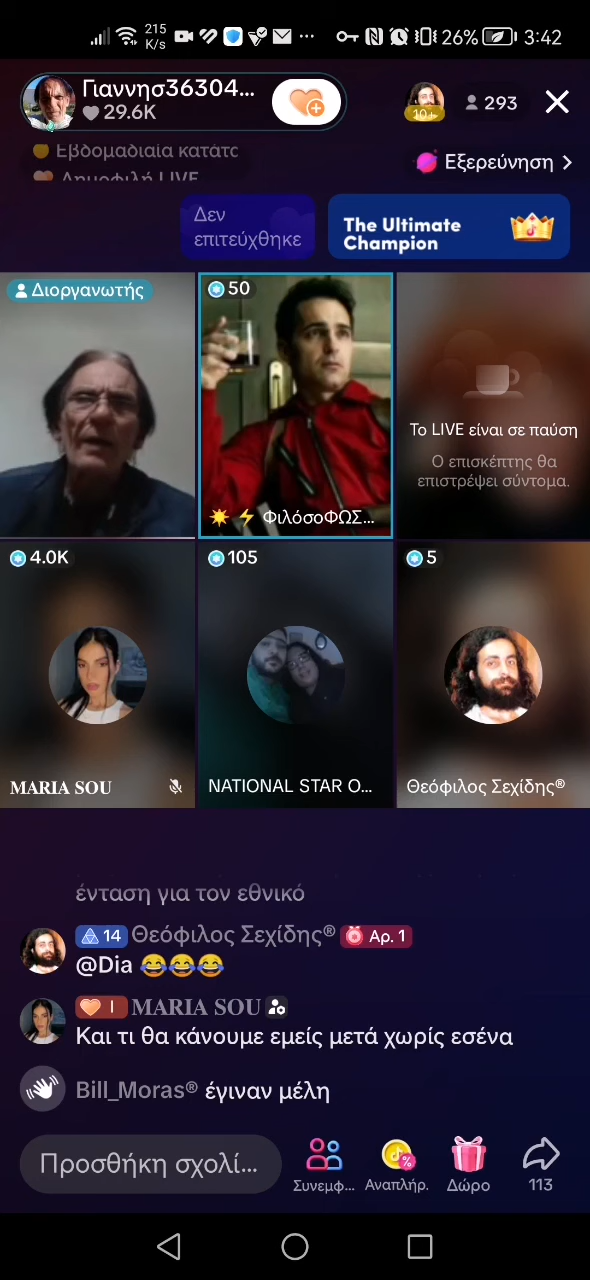 215 K/s 26% 3:42
Γιαννησ36304...
29.6K
10+
293
Εβδομαδιαία κατάτα
Εξερεύνηση >
Δημοφιλή LIVE
Δεν επιτεύχθηκε
The Ultimate Champion
Διοργανωτής
50
ΦιλόσοΦΩΣ...
Το LIVE είναι σε παύση
Ο επισκέπτης θα
επιστρέψει σύντομα.
4.0K
105
5
MARIA SOU
NATIONAL STAR O...
Θεόφιλος Σεχίδης®
ένταση για τον εθνικό
14 Θεόφιλος Σεχίδης® Αρ. 1
@Dia 😂😂😂
I MARIA SOU
Και τι θα κάνουμε εμείς μετά χωρίς εσένα
Bill_Moras® έγιναν μέλη
Προσθήκη σχολί...
Συνεμφ...
Αναπλήρ.
Δώρο
113